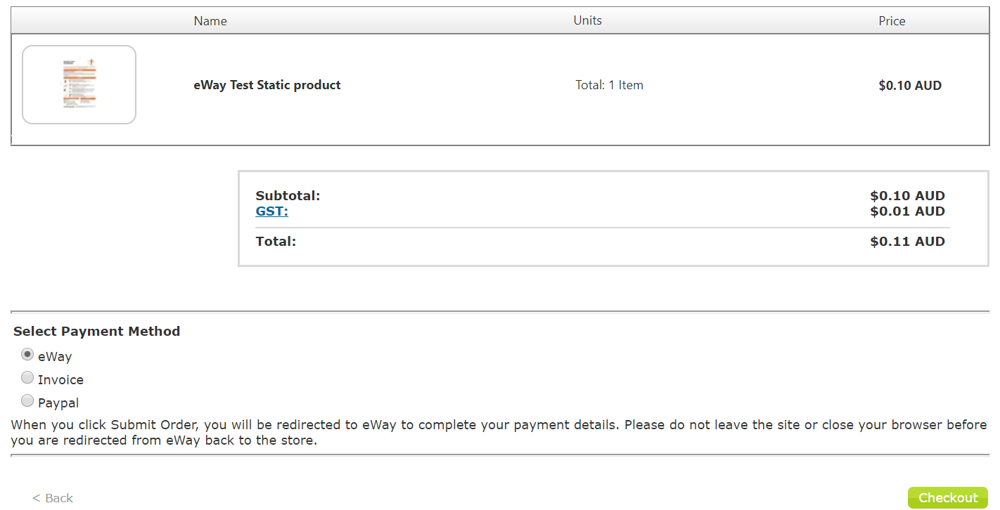 Name Units Price
eWay Test Static product Total: 1 Item $0.10 AUD
Subtotal: $0.10 AUD
GST: $0.01 AUD
Total: $0.11 AUD
Select Payment Method
eWay
Invoice
Paypal
When you click Submit Order, you will be redirected to eWay to complete your payment details. Please do not leave the site or close your browser before
you are redirected from eWay back to the store.
< Back Checkout